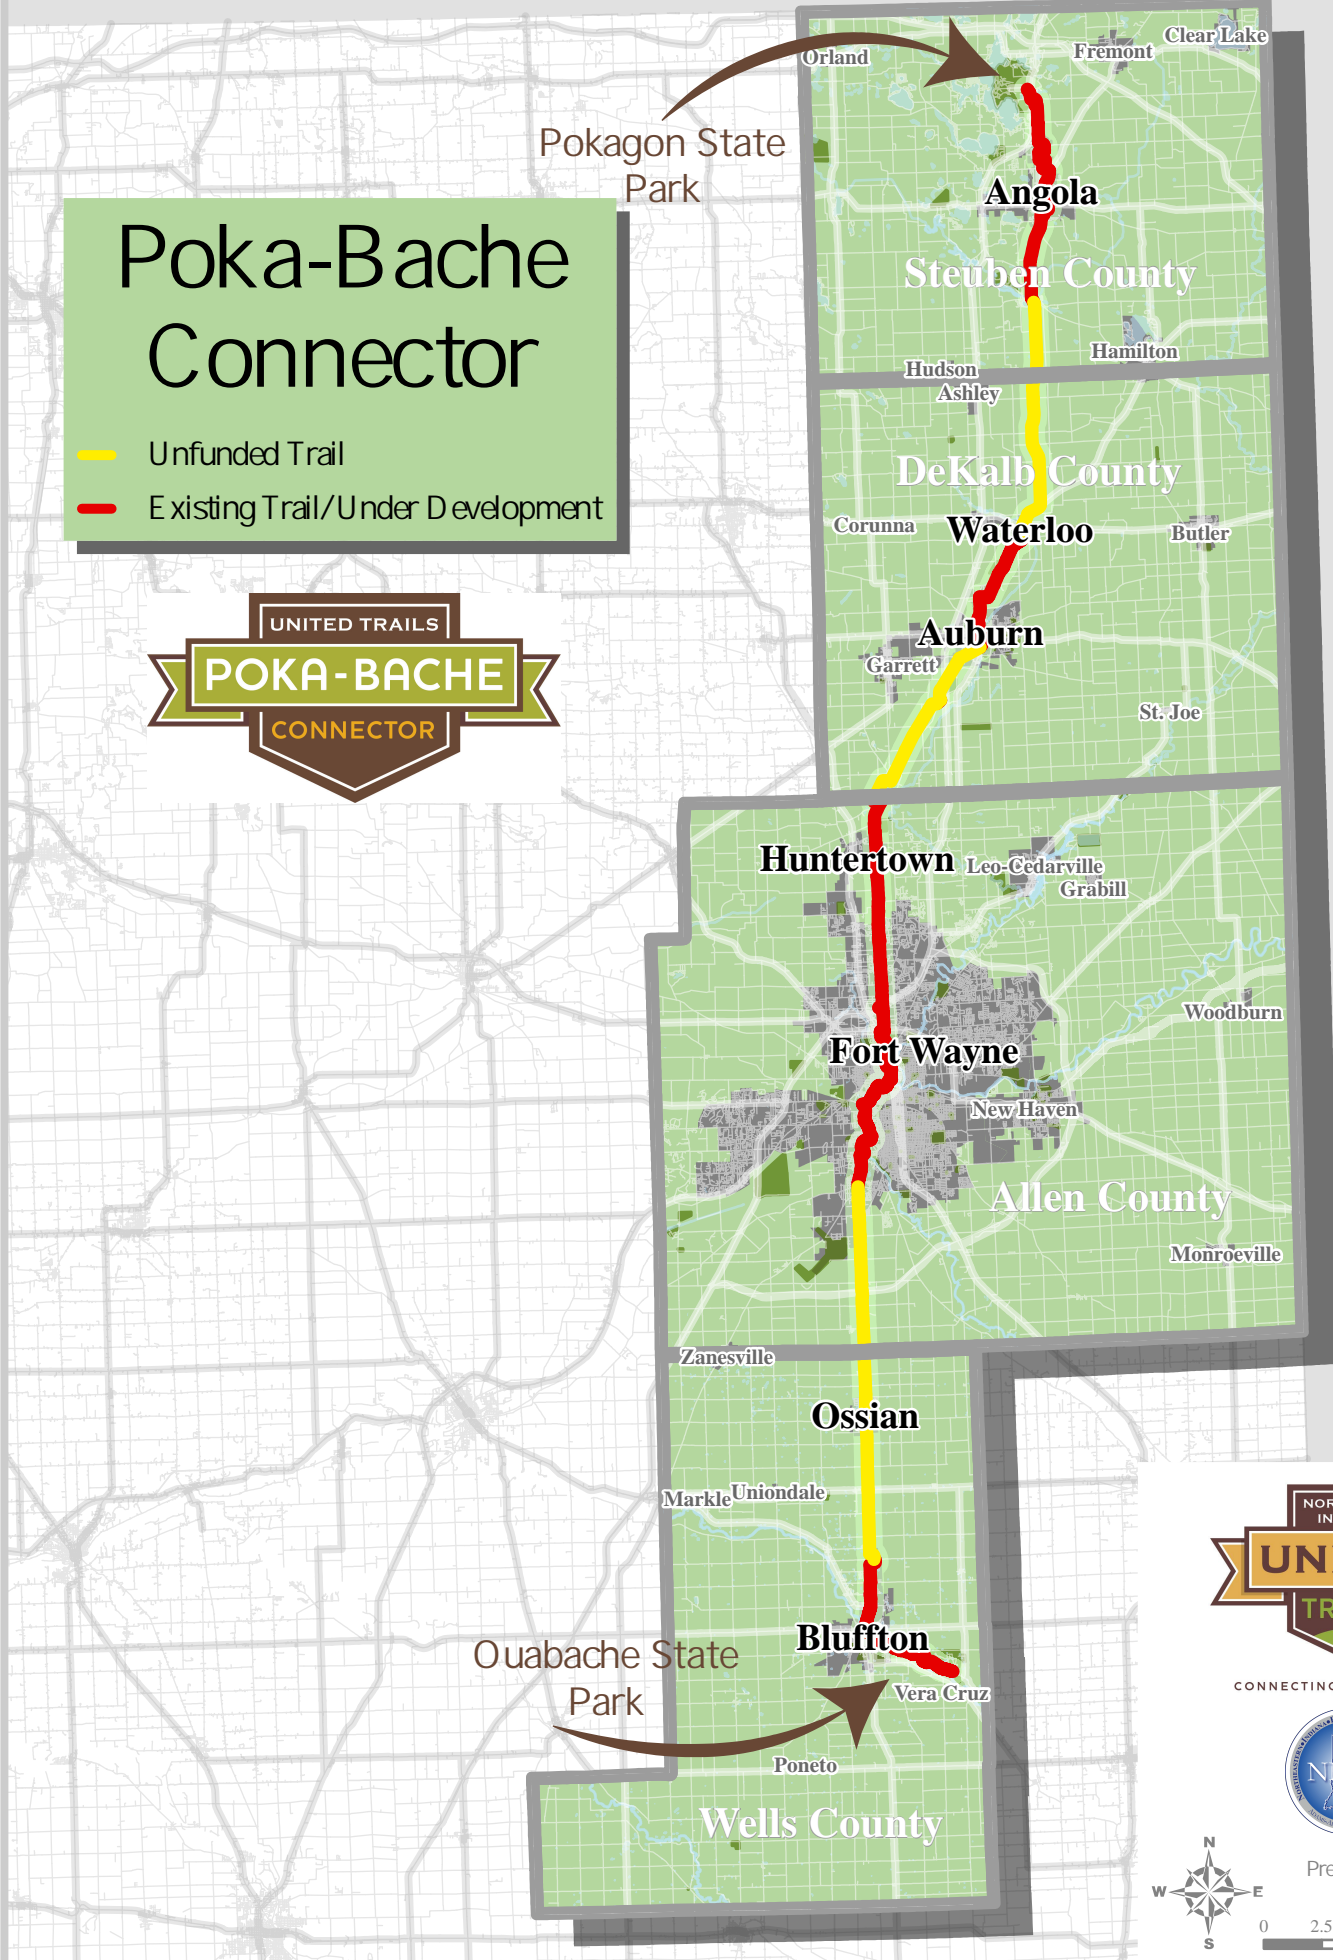 Clear Lake
Fremont
Orland
Pokagon State
Park
Angola
Poka-Bache
Connector
Steuben County
Hamilton
Hudson
Ashley
Unfunded Trail
Existing Trail/Under Development
DeKalb County
Corunna
Waterloo
Butler
UNITED TRAILS
POKA-BACHE
CONNECTOR
Auburn
Garrett
St. Joe
Huntertown
Leo-Cedarville
Grabill
Woodburn
Fort Wayne
New Haven
Allen County
Monroeville
Zanesville
Ossian
Markle
Uniondale
Bluffton
Ouabache State
Park
Vera Cruz
Poneto
Wells County
CONNECTING
N
W E
S
0 2.5